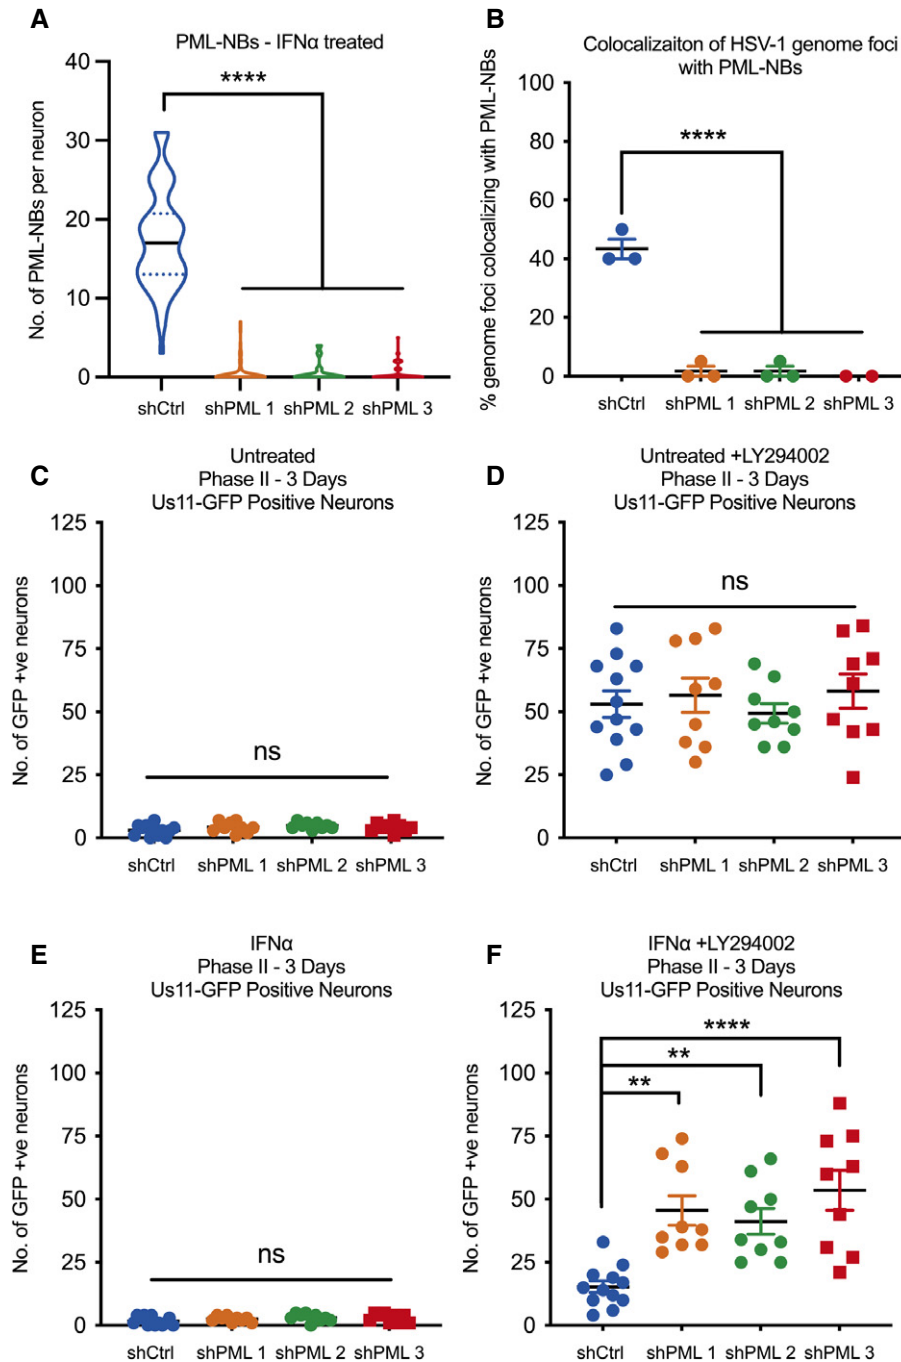 A
PML-NBs - IFNα treated
No. of PML-NBs per neuron
40
30
20
10
0
****
shCtrl shPML 1 shPML 2 shPML 3
B
Colocalizaiton of HSV-1 genome foci
with PML-NBs
% genome foci colocalizing with PML-NBs
100
80
60
40
20
0
****
shCtrl shPML 1 shPML 2 shPML 3
C
Untreated
Phase II - 3 Days
Us11-GFP Positive Neurons
No. of GFP +ve neurons
125
100
75
50
25
0
ns
shCtrl shPML 1 shPML 2 shPML 3
D
Untreated +LY294002
Phase II - 3 Days
Us11-GFP Positive Neurons
No. of GFP +ve neurons
125
100
75
50
25
0
ns
shCtrl shPML 1 shPML 2 shPML 3
E
IFNα
Phase II - 3 Days
Us11-GFP Positive Neurons
No. of GFP +ve neurons
125
100
75
50
25
0
ns
shCtrl shPML 1 shPML 2 shPML 3
F
IFNα +LY294002
Phase II - 3 Days
Us11-GFP Positive Neurons
No. of GFP +ve neurons
125
100
75
50
25
0
****
**
**
shCtrl shPML 1 shPML 2 shPML 3